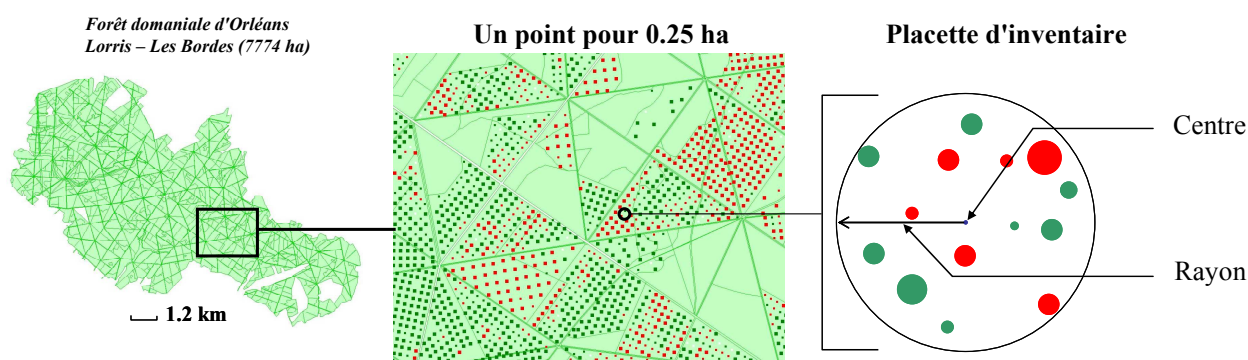 Forêt domaniale d'Orléans
Lorris – Les Bordes (7774 ha)
1.2 km
Un point pour 0.25 ha
Placette d'inventaire
Centre
Rayon